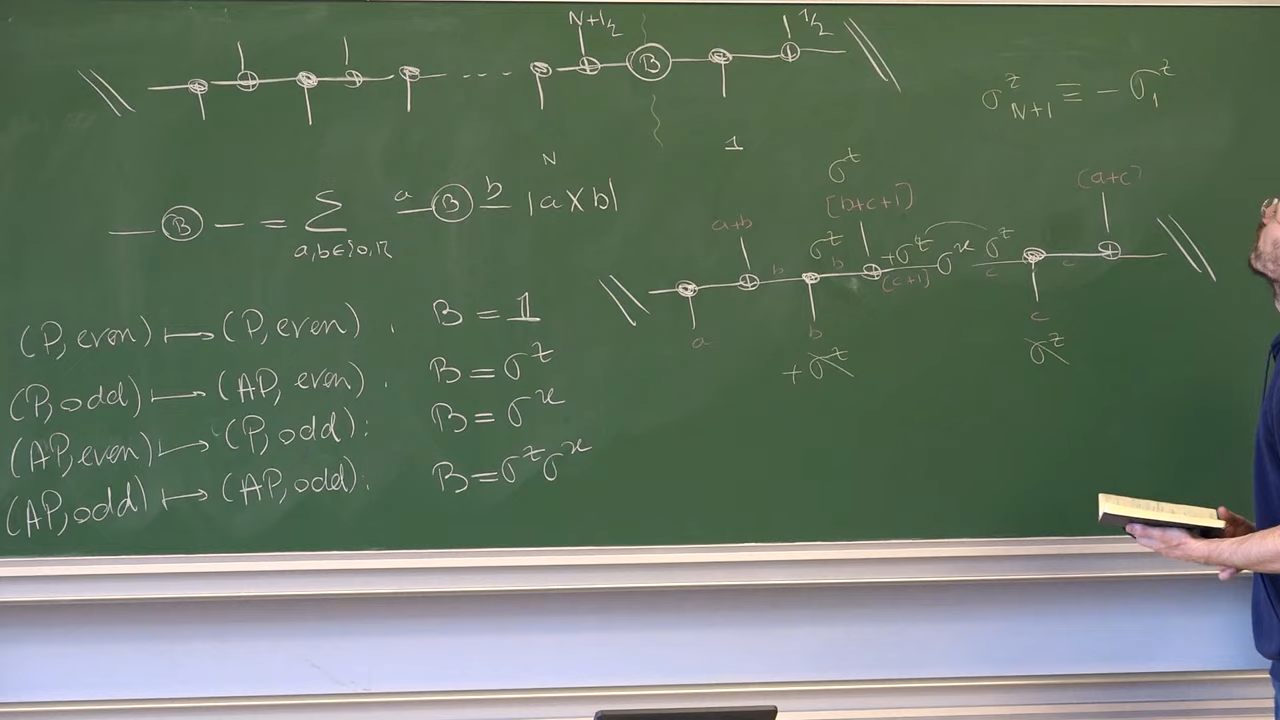 N+1/2
1/2
B
σ^z_{N+1} ≡ - σ^z_1
N
1
—(B)— = Σ_{a,b∈{0,1}} a—(B)—b |a⟩⟨b|
(P, even) ⟼ (P, even). B = 𝟙
(P, odd) ⟼ (AP, even). B = σ^z
(AP, even) ⟼ (P, odd): B = σ^x
(AP, odd) ⟼ (AP, odd): B = σ^z σ^x
σ^z
[b+c+1]
(a+c)
a+b
σ^z
+σ^z
σ^x
σ^z
b
b
(c+1)
c
c
a
b
c
+ σ^z
σ^z